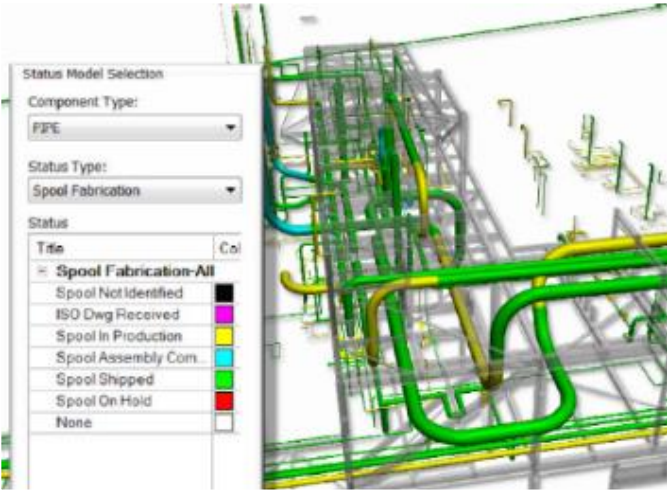 Status Model Selection
Component Type:
PIPE
Status Type:
Spool Fabrication
Status
Title Col
Spool Fabrication-All
Spool Not Identified
ISO Dwg Received
Spool In Production
Spool Assembly Com...
Spool Shipped
Spool On Hold
None